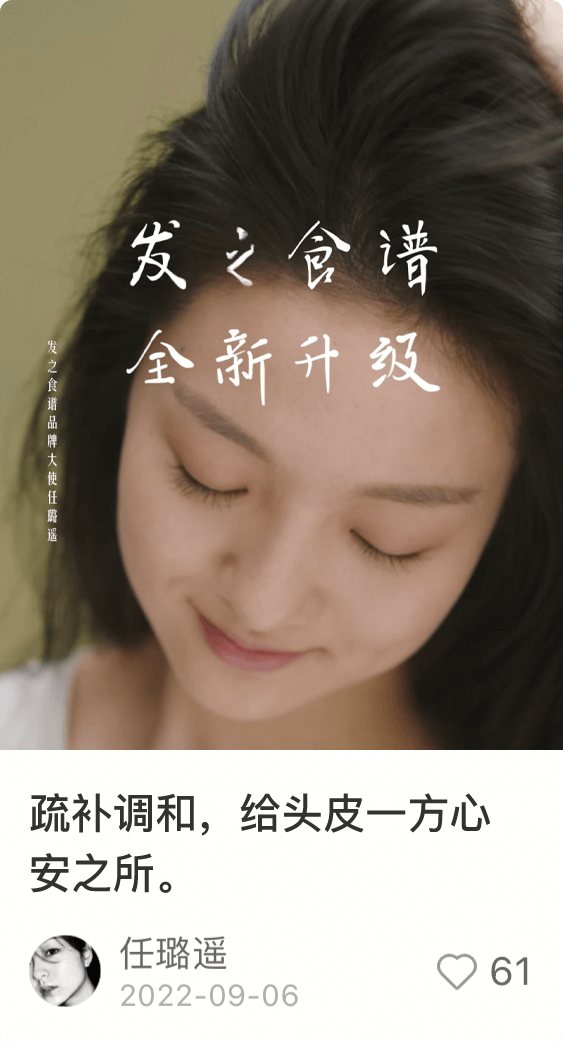 发之食谱
全新升级
发之食谱品牌大使任璐遥
疏补调和，给头皮一方心
安之所。
任璐遥
2022-09-06
61